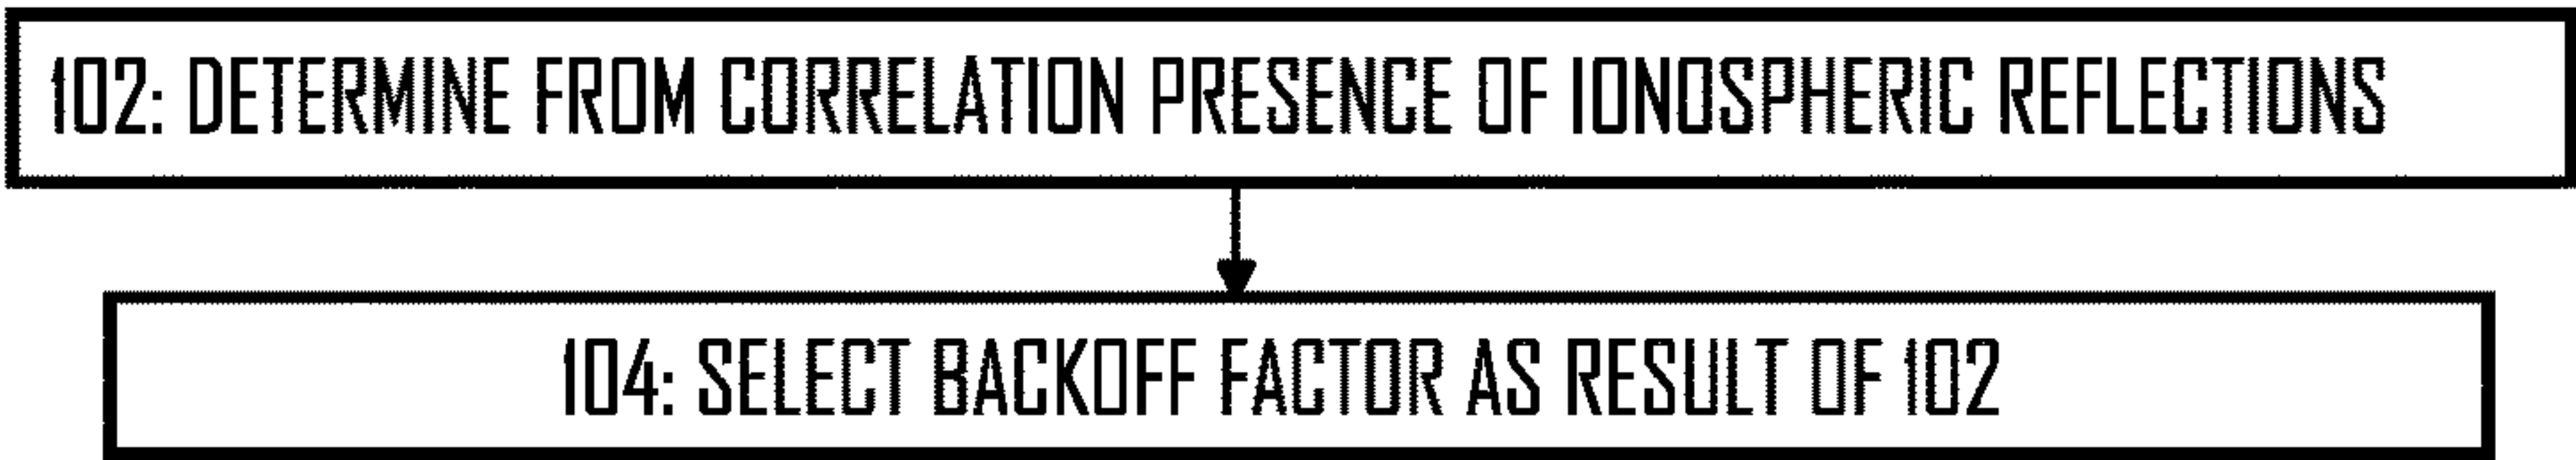 102: DETERMINE FROM CORRELATION PRESENCE OF IONOSPHERIC REFLECTIONS
104: SELECT BACKOFF FACTOR AS RESULT OF 102